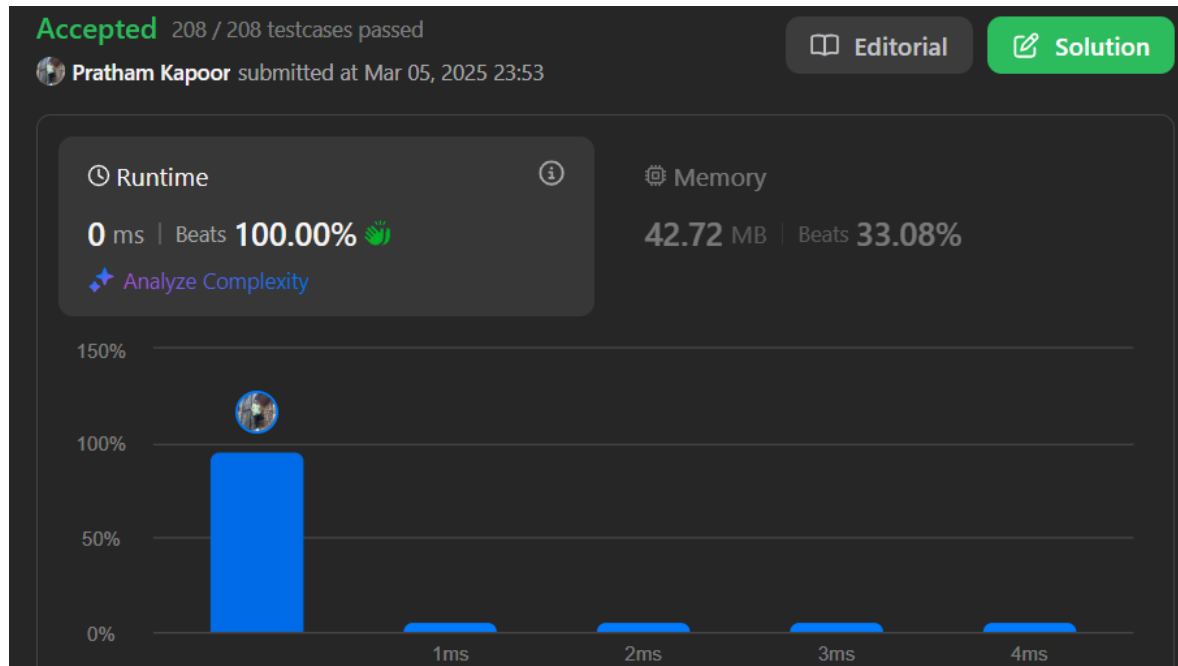 Accepted 208 / 208 testcases passed
Editorial
Solution
Pratham Kapoor submitted at Mar 05, 2025 23:53
Runtime
0 ms | Beats 100.00%
Analyze Complexity
Memory
42.72 MB | Beats 33.08%
150%
100%
50%
0%
1ms 2ms 3ms 4ms